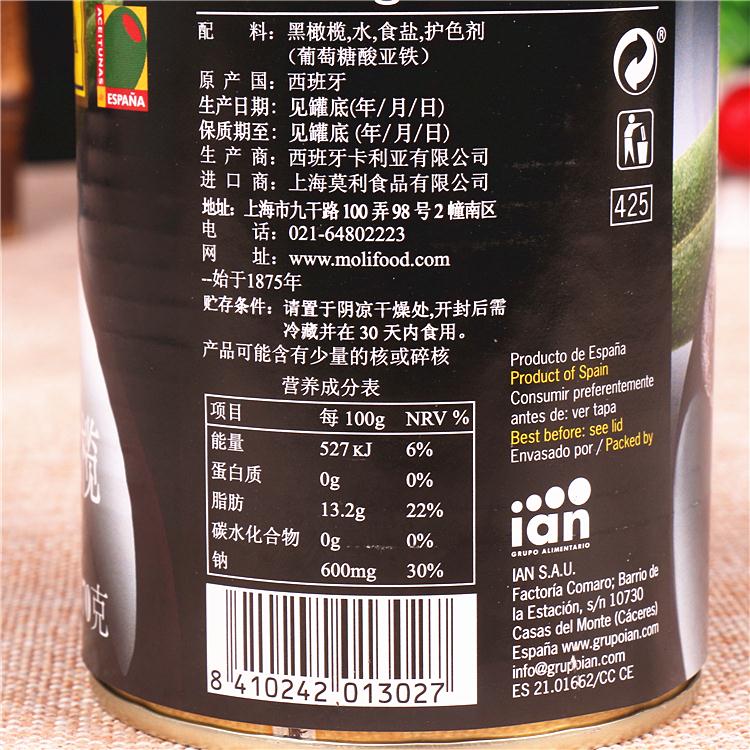 ACEITUNAS
ESPAÑA
配 料: 黑橄榄,水,食盐,护色剂
(葡萄糖酸亚铁)
原 产 国: 西班牙
生产日期: 见罐底(年/月/日)
保质期至: 见罐底 (年/月/日)
生 产 商: 西班牙卡利亚有限公司
进 口 商: 上海莫利食品有限公司
地址: 上海市九干路 100 弄 98 号 2 幢南区
电 话: 021-64802223
网 址: www.molifood.com
--始于1875年
贮存条件: 请置于阴凉干燥处,开封后需
冷藏并在 30 天内食用。
产品可能含有少量的核或碎核
营养成分表
项目 每 100g NRV %
能量 527 KJ 6%
蛋白质 0g 0%
脂肪 13.2g 22%
碳水化合物 0g 0%
钠 600mg 30%
8 410242 013027
®
425
Producto de España
Product of Spain
Consumir preferentemente
antes de: ver tapa
Best before: see lid
Envasado por / Packed by
ian
GRUPO ALIMENTARIO
IAN S.A.U.
Factoría Comaro; Barrio de
la Estación, s/n 10730
Casas del Monte (Cáceres)
España www.grupoian.com
info@grupoian.com
ES 21.01662/CC CE
榄
0克